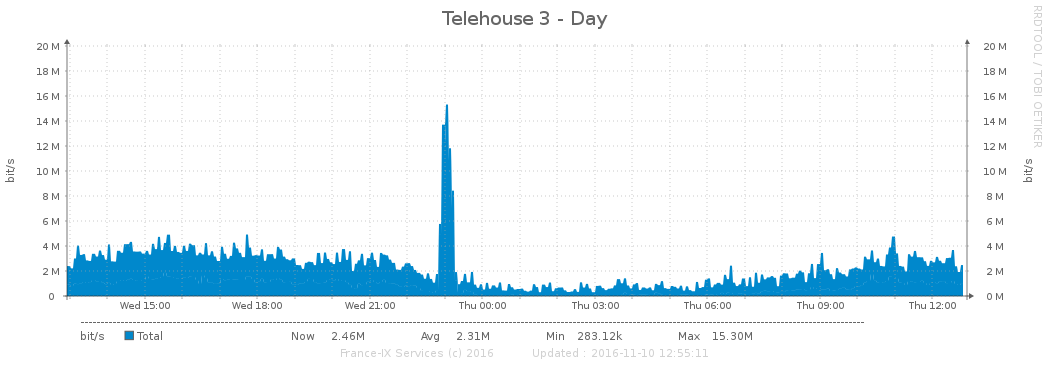 Telehouse 3 - Day
RRDTOOL / TOBI OETIKER
20 M 20 M
18 M 18 M
16 M 16 M
14 M 14 M
12 M 12 M
10 M 10 M
8 M 8 M
6 M 6 M
4 M 4 M
2 M 2 M
0 0 M
bit/s bit/s
Wed 15:00 Wed 18:00 Wed 21:00 Thu 00:00 Thu 03:00 Thu 06:00 Thu 09:00 Thu 12:00
bit/s Total Now 2.46M Avg 2.31M Min 283.12k Max 15.30M
France-IX Services (c) 2016 Updated : 2016-11-10 12:55:11